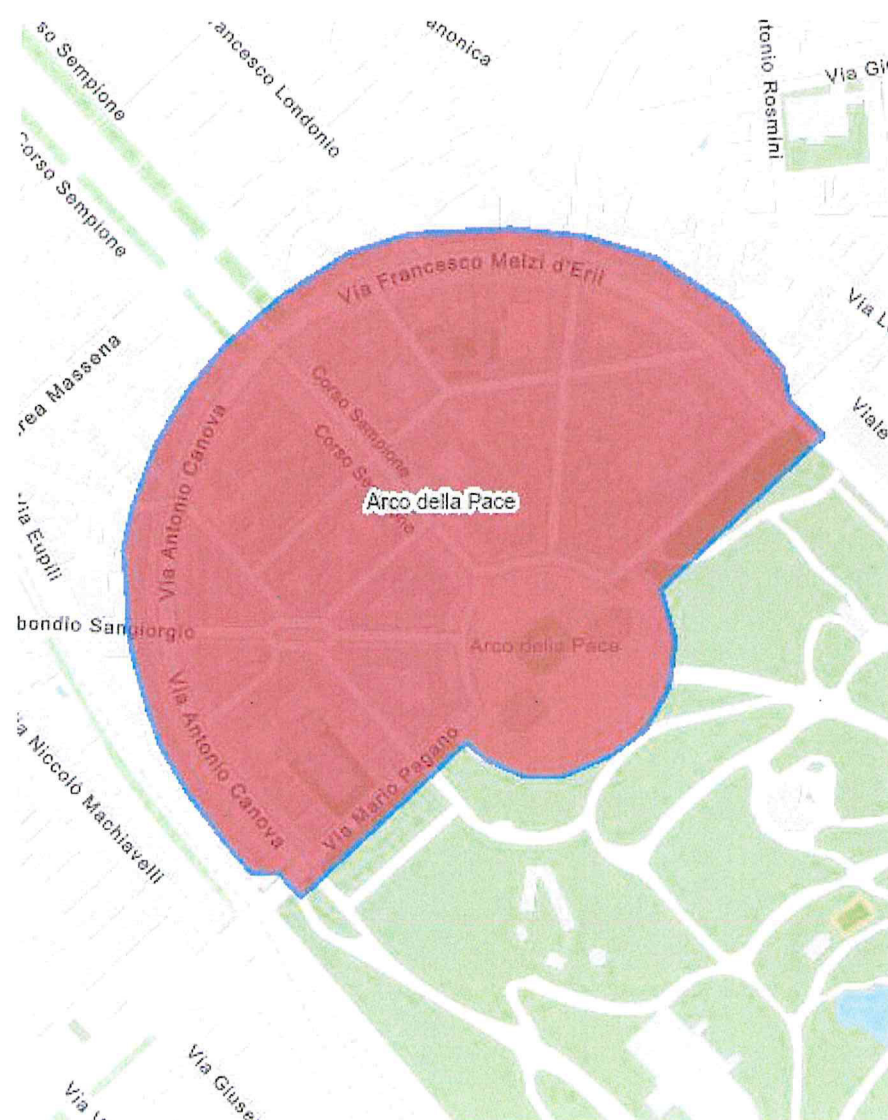 so Sempione
ancesco Londonio
anonica
tonio Rosmini
Via Gi
Corso Sempione
Via Francesco Melzi d'Eril
Via L
rea Massena
Corso Sempione
Corso
Viale
Via Antonio Canova
Arco della Pace
ia Eupili
bondio Sangiorgio
Arco della Pace
Via Antonio Canova
Via Mario Pagano
a Niccoló Machiavelli
Via Giuse
Via